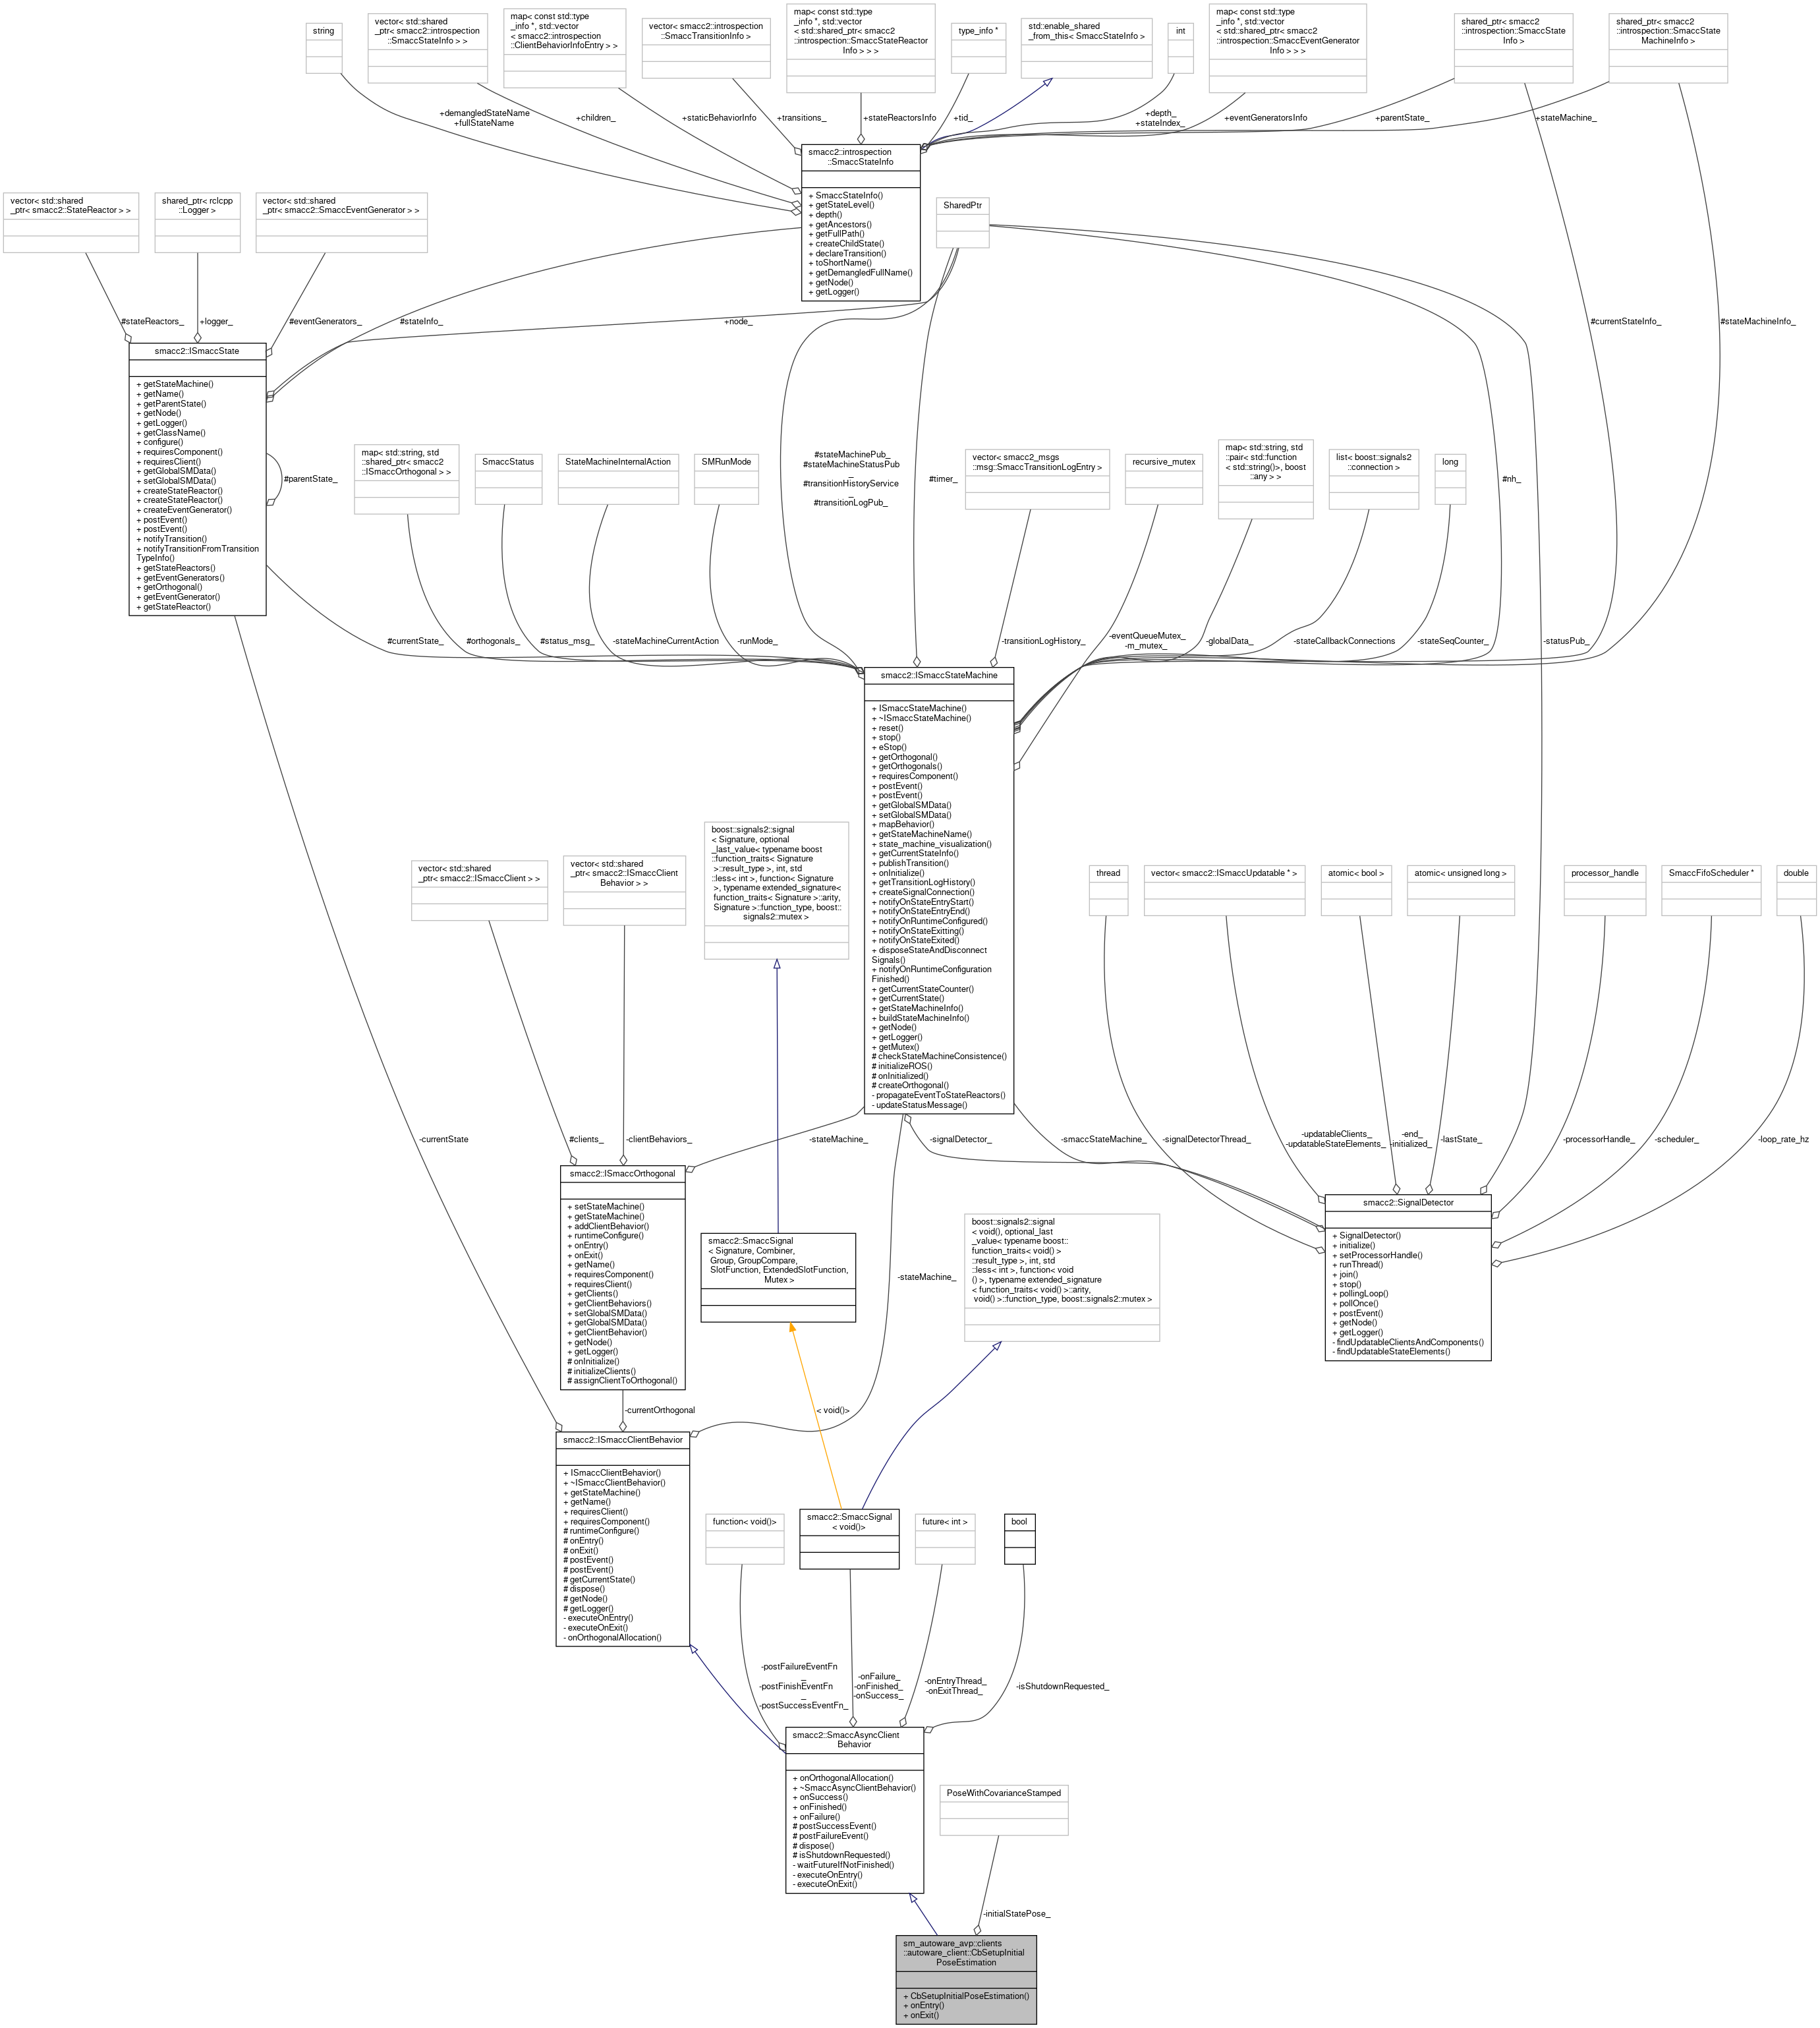 string
vector< std::shared
_ptr< smacc2::introspection
::SmaccStateInfo > >
map< const std::type
_info *, std::vector
< smacc2::introspection
::ClientBehaviorInfoEntry > >
vector< smacc2::introspection
::SmaccTransitionInfo >
map< const std::type
_info *, std::vector
< std::shared_ptr< smacc2
::introspection::SmaccStateReactor
Info > > >
type_info *
std::enable_shared
_from_this< SmaccStateInfo >
int
map< const std::type
_info *, std::vector
< std::shared_ptr< smacc2
::introspection::SmaccEventGenerator
Info > > >
shared_ptr< smacc2
::introspection::SmaccState
Info >
shared_ptr< smacc2
::introspection::SmaccState
MachineInfo >
+demangledStateName
+fullStateName
+children_
+staticBehaviorInfo
+transitions_
+stateReactorsInfo
+tid_
+depth_
+stateIndex_
+eventGeneratorsInfo
+parentState_
+stateMachine_
smacc2::introspection
::SmaccStateInfo
+ SmaccStateInfo()
+ getStateLevel()
+ depth()
+ getAncestors()
+ getFullPath()
+ createChildState()
+ declareTransition()
+ toShortName()
+ getDemangledFullName()
+ getNode()
+ getLogger()
vector< std::shared
_ptr< smacc2::StateReactor > >
shared_ptr< rclcpp
::Logger >
vector< std::shared
_ptr< smacc2::SmaccEventGenerator > >
SharedPtr
#stateReactors_
+logger_
#eventGenerators_
#stateInfo_
+node_
#currentStateInfo_
#stateMachineInfo_
smacc2::ISmaccState
+ getStateMachine()
+ getName()
+ getParentState()
+ getNode()
+ getLogger()
+ getClassName()
+ configure()
+ requiresComponent()
+ requiresClient()
+ getGlobalSMData()
+ setGlobalSMData()
+ createStateReactor()
+ createStateReactor()
+ createEventGenerator()
+ postEvent()
+ postEvent()
+ notifyTransition()
+ notifyTransitionFromTransition
TypeInfo()
+ getStateReactors()
+ getEventGenerators()
+ getOrthogonal()
+ getEventGenerator()
+ getStateReactor()
#parentState_
map< std::string, std
::shared_ptr< smacc2
::ISmaccOrthogonal > >
SmaccStatus
StateMachineInternalAction
SMRunMode
#stateMachinePub_
#stateMachineStatusPub
_
#transitionHistoryService
_
#transitionLogPub_
#timer_
vector< smacc2_msgs
::msg::SmaccTransitionLogEntry >
recursive_mutex
map< std::string, std
::pair< std::function
< std::string()>, boost
::any > >
list< boost::signals2
::connection >
long
#nh_
#currentState_
#orthogonals_
#status_msg_
-stateMachineCurrentAction
-runMode_
-transitionLogHistory_
-eventQueueMutex_
-m_mutex_
-globalData_
-stateCallbackConnections
-stateSeqCounter_
-statusPub_
smacc2::ISmaccStateMachine
+ ISmaccStateMachine()
+ ~ISmaccStateMachine()
+ reset()
+ stop()
+ eStop()
+ getOrthogonal()
+ getOrthogonals()
+ requiresComponent()
+ postEvent()
+ postEvent()
+ getGlobalSMData()
+ setGlobalSMData()
+ mapBehavior()
+ getStateMachineName()
+ state_machine_visualization()
+ getCurrentStateInfo()
+ publishTransition()
+ onInitialize()
+ getTransitionLogHistory()
+ createSignalConnection()
+ notifyOnStateEntryStart()
+ notifyOnStateEntryEnd()
+ notifyOnRuntimeConfigured()
+ notifyOnStateExitting()
+ notifyOnStateExited()
+ disposeStateAndDisconnect
Signals()
+ notifyOnRuntimeConfiguration
Finished()
+ getCurrentStateCounter()
+ getCurrentState()
+ getStateMachineInfo()
+ buildStateMachineInfo()
+ getNode()
+ getLogger()
+ getMutex()
# checkStateMachineConsistence()
# initializeROS()
# onInitialized()
# createOrthogonal()
- propagateEventToStateReactors()
- updateStatusMessage()
vector< std::shared
_ptr< smacc2::ISmaccClient > >
vector< std::shared
_ptr< smacc2::ISmaccClient
Behavior > >
boost::signals2::signal
< Signature, optional
_last_value< typename boost
::function_traits< Signature
>::result_type >, int, std
::less< int >, function< Signature
>, typename extended_signature<
function_traits< Signature >::arity,
Signature >::function_type, boost::
signals2::mutex >
thread
vector< smacc2::ISmaccUpdatable * >
atomic< bool >
atomic< unsigned long >
processor_handle
SmaccFifoScheduler *
double
-currentState
#clients_
-clientBehaviors_
-stateMachine_
-signalDetector_
-smaccStateMachine_
-signalDetectorThread_
-updatableClients_
-updatableStateElements_
-end_
-initialized_
-lastState_
-processorHandle_
-scheduler_
-loop_rate_hz
smacc2::ISmaccOrthogonal
+ setStateMachine()
+ getStateMachine()
+ addClientBehavior()
+ runtimeConfigure()
+ onEntry()
+ onExit()
+ getName()
+ requiresComponent()
+ requiresClient()
+ getClients()
+ getClientBehaviors()
+ setGlobalSMData()
+ getGlobalSMData()
+ getClientBehavior()
+ getNode()
+ getLogger()
# onInitialize()
# initializeClients()
# assignClientToOrthogonal()
smacc2::SmaccSignal
< Signature, Combiner,
Group, GroupCompare,
SlotFunction, ExtendedSlotFunction,
Mutex >
-stateMachine_
boost::signals2::signal
< void(), optional_last
_value< typename boost::
function_traits< void() >
::result_type >, int, std
::less< int >, function< void
() >, typename extended_signature
< function_traits< void() >::arity,
void() >::function_type, boost::signals2::mutex >
smacc2::SignalDetector
+ SignalDetector()
+ initialize()
+ setProcessorHandle()
+ runThread()
+ join()
+ stop()
+ pollingLoop()
+ pollOnce()
+ postEvent()
+ getNode()
+ getLogger()
- findUpdatableClientsAndComponents()
- findUpdatableStateElements()
-currentOrthogonal
< void()>
smacc2::ISmaccClientBehavior
+ ISmaccClientBehavior()
+ ~ISmaccClientBehavior()
+ getStateMachine()
+ getName()
+ requiresClient()
+ requiresComponent()
# runtimeConfigure()
# onEntry()
# onExit()
# postEvent()
# postEvent()
# getCurrentState()
# dispose()
# getNode()
# getLogger()
- executeOnEntry()
- executeOnExit()
- onOrthogonalAllocation()
function< void()>
smacc2::SmaccSignal
< void()>
future< int >
bool
-postFailureEventFn
_
-postFinishEventFn
_
-postSuccessEventFn_
-onFailure_
-onFinished_
-onSuccess_
-onEntryThread_
-onExitThread_
-isShutdownRequested_
smacc2::SmaccAsyncClient
Behavior
+ onOrthogonalAllocation()
+ ~SmaccAsyncClientBehavior()
+ onSuccess()
+ onFinished()
+ onFailure()
# postSuccessEvent()
# postFailureEvent()
# dispose()
# isShutdownRequested()
- waitFutureIfNotFinished()
- executeOnEntry()
- executeOnExit()
PoseWithCovarianceStamped
-initialStatePose_
sm_autoware_avp::clients
::autoware_client::CbSetupInitial
PoseEstimation
+ CbSetupInitialPoseEstimation()
+ onEntry()
+ onExit()